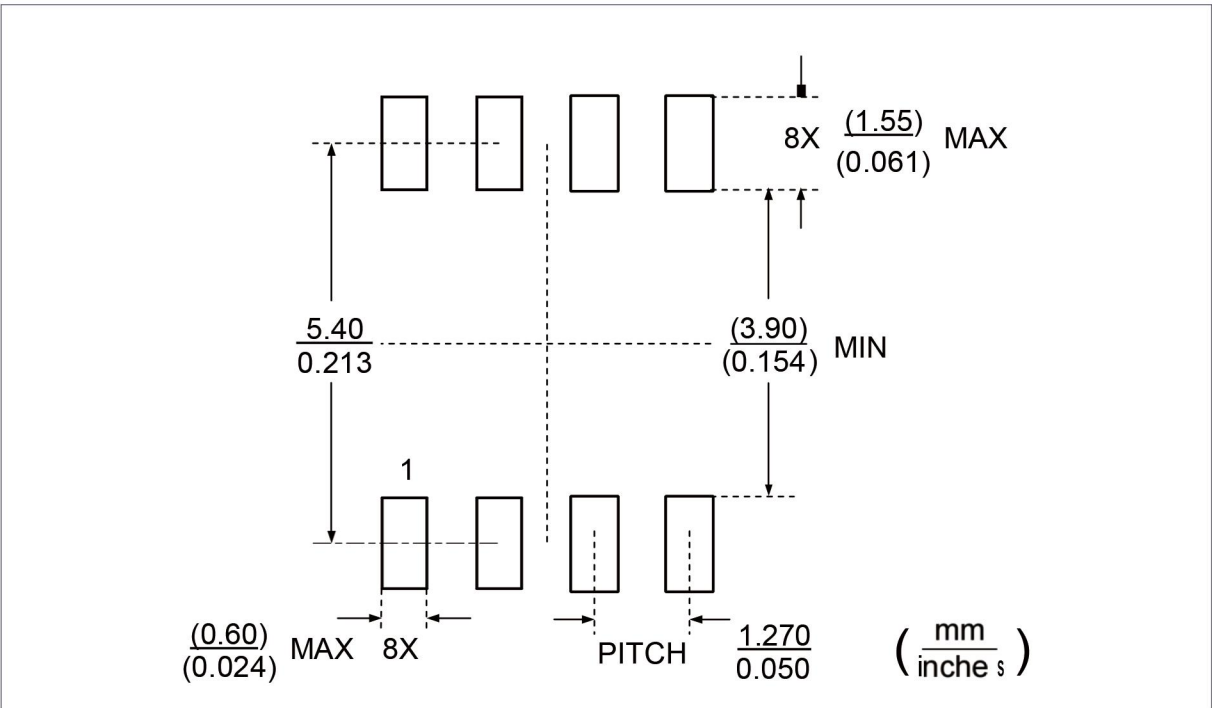 8X (1.55) MAX
(0.061)
5.40
0.213
(3.90) MIN
(0.154)
1
(0.60) MAX 8X
(0.024)
PITCH 1.270
0.050
( mm
inche s )